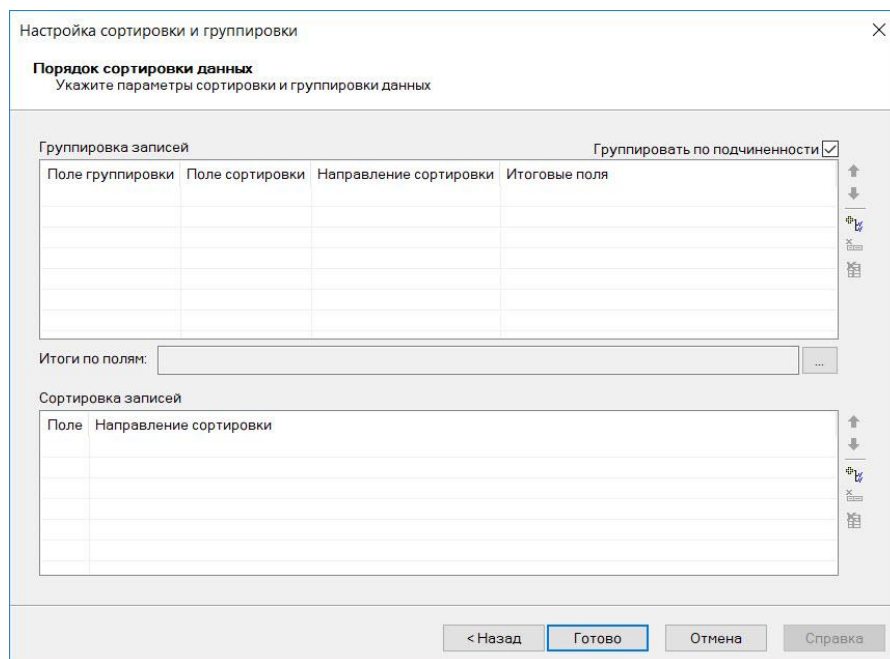 Настройка сортировки и группировки
Порядок сортировки данных
Укажите параметры сортировки и группировки данных
Группировка записей Группировать по подчиненности
Поле группировки Поле сортировки Направление сортировки Итоговые поля
Итоги по полям: ...
Сортировка записей
Поле Направление сортировки
< Назад Готово Отмена Справка